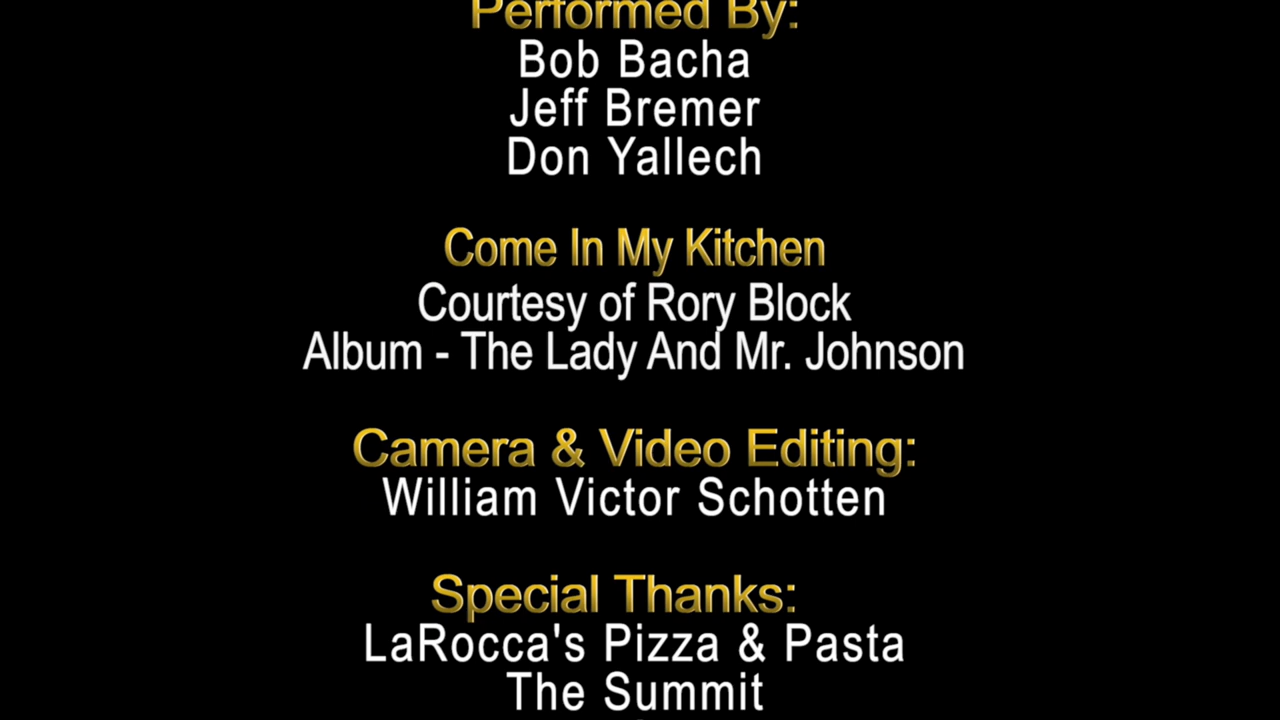 Performed By:
Bob Bacha
Jeff Bremer
Don Yallech
Come In My Kitchen
Courtesy of Rory Block
Album - The Lady And Mr. Johnson
Camera & Video Editing:
William Victor Schotten
Special Thanks:
LaRocca's Pizza & Pasta
The Summit